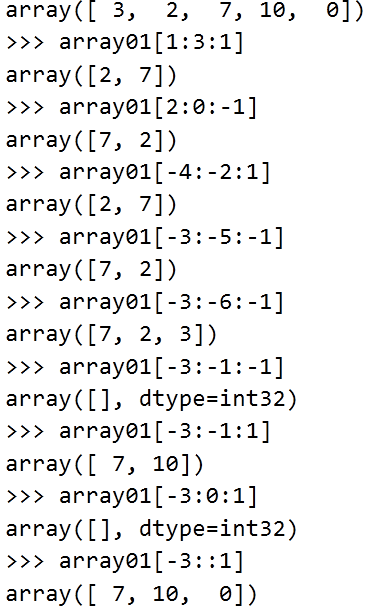 array([ 3,  2,  7, 10,  0])
>>> array01[1:3:1]
array([2, 7])
>>> array01[2:0:-1]
array([7, 2])
>>> array01[-4:-2:1]
array([2, 7])
>>> array01[-3:-5:-1]
array([7, 2])
>>> array01[-3:-6:-1]
array([7, 2, 3])
>>> array01[-3:-1:-1]
array([], dtype=int32)
>>> array01[-3:-1:1]
array([ 7, 10])
>>> array01[-3:0:1]
array([], dtype=int32)
>>> array01[-3::1]
array([ 7, 10,  0])